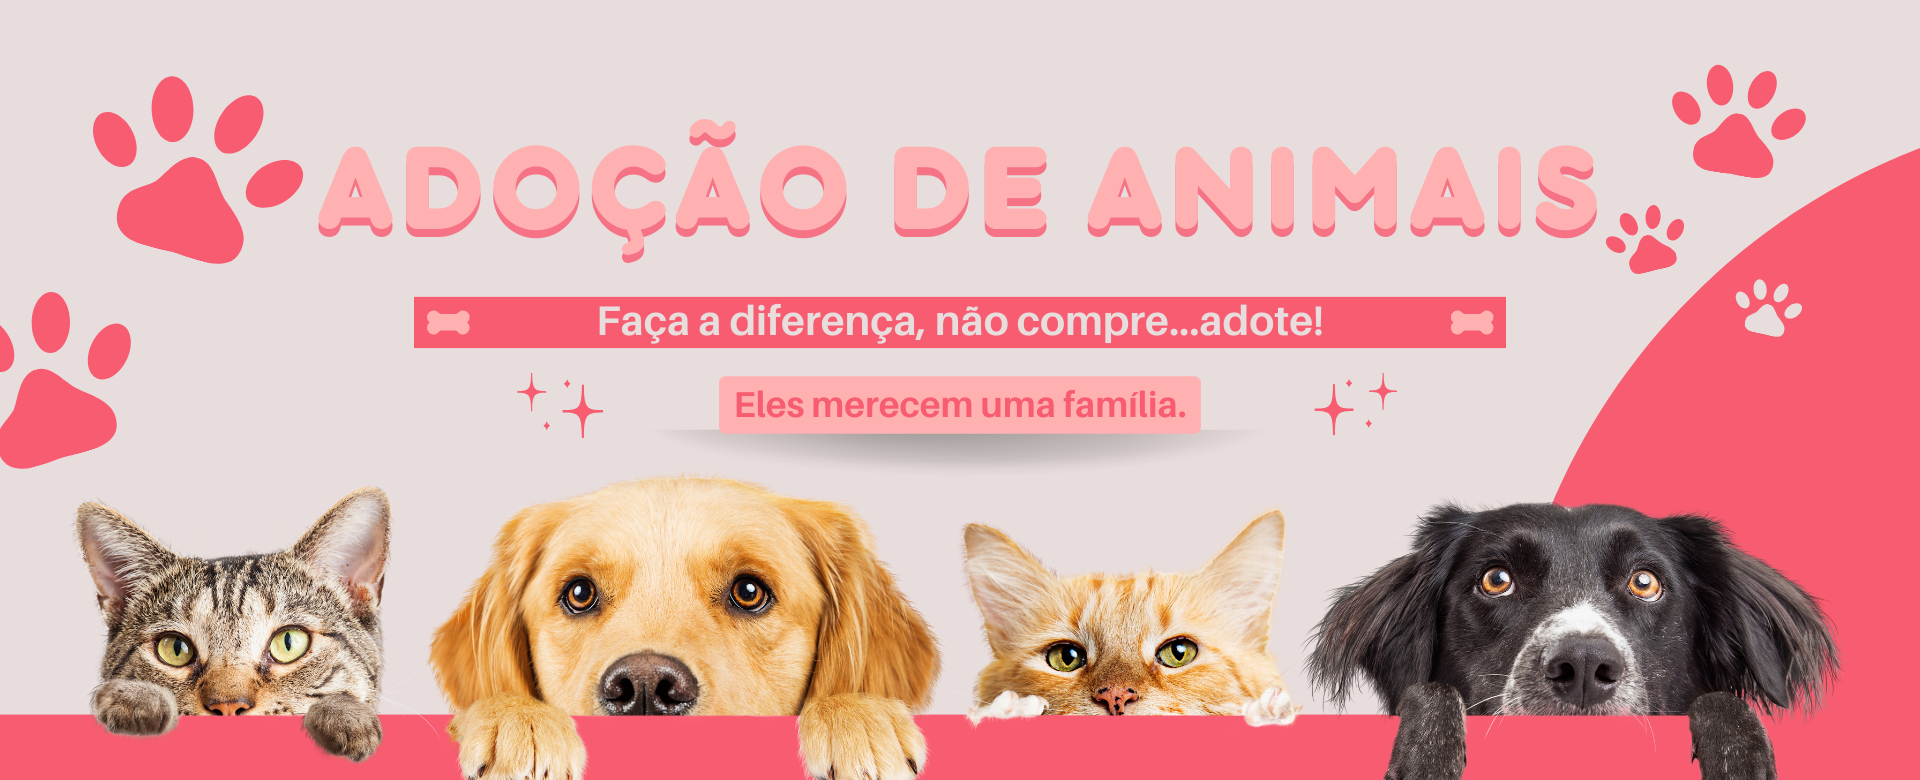 ADOÇÃO DE ANIMAIS
Faça a diferença, não compre...adote!
Eles merecem uma família.